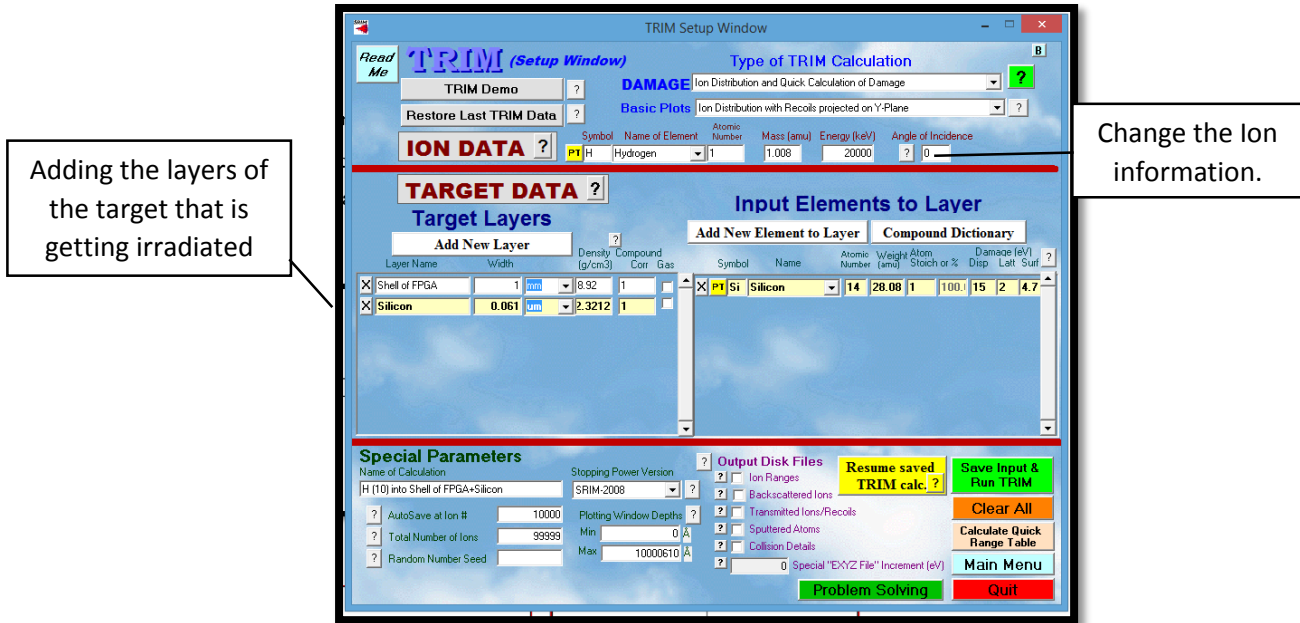 TRIM Setup Window
Read Me
TRIM (Setup Window)
Type of TRIM Calculation
B
TRIM Demo ?
DAMAGE Ion Distribution and Quick Calculation of Damage ?
Restore Last TRIM Data ?
Basic Plots Ion Distribution with Recoils projected on Y-Plane ?
ION DATA ?
Symbol Name of Element Atomic Number Mass (amu) Energy (keV) Angle of Incidence
PT H Hydrogen 1 1.008 20000 ? 0
Change the Ion
information.
Adding the layers of
the target that is
getting irradiated
TARGET DATA ?
Target Layers
Add New Layer
?
Layer Name Width Density (g/cm3) Compound Corr Gas
X Shell of FPGA 1 mm 8.92 1
X Silicon 0.061 um 2.3212 1
Input Elements to Layer
Add New Element to Layer Compound Dictionary
Symbol Name Atomic Number Weight (amu) Atom Stoich or % Damage (eV) Disp Latt Surf ?
X PT Si Silicon 14 28.08 1 100. 15 2 4.7
Special Parameters
Name of Calculation
H (10) into Shell of FPGA+Silicon
Stopping Power Version
SRIM-2008 ?
? AutoSave at Ion # 10000
? Total Number of Ions 99999
? Random Number Seed
Plotting Window Depths ?
Min 0 Å
Max 10000610 Å
? Output Disk Files
? Ion Ranges
? Backscattered Ions
? Transmitted Ions/Recoils
? Sputtered Atoms
? Collision Details
? 0 Special "EXYZ File" Increment (eV)
Resume saved
TRIM calc. ?
Save Input &
Run TRIM
Clear All
Calculate Quick
Range Table
Main Menu
Problem Solving
Quit